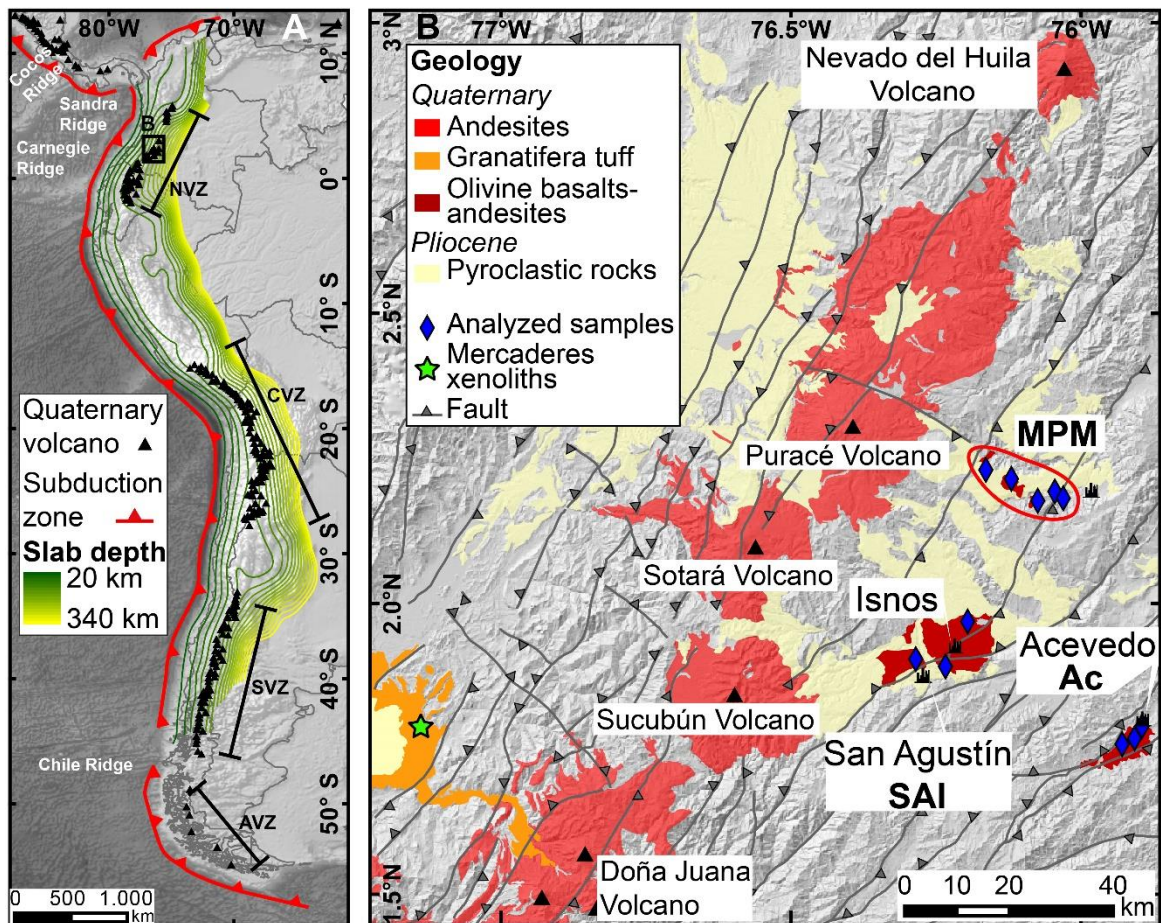 80° W
70° W
A
10° N
0°
10° S
20° S
30° S
40° S
50° S
Cocos
Ridge
Sandra
Ridge
Carnegie
Ridge
B
NVZ
CVZ
SVZ
AVZ
Chile Ridge
Quaternary
volcano
Subduction
zone
Slab depth
20 km
340 km
0 500 1.000
km
B
77°W
76.5°W
76°W
3°N
2.5°N
2.0°N
1.5°N
Geology
Quaternary
Andesites
Granatifera tuff
Olivine basalts-
andesites
Pliocene
Pyroclastic rocks
Analyzed samples
Mercaderes
xenoliths
Fault
Nevado del Huila
Volcano
MPM
Puracé Volcano
Sotará Volcano
Isnos
Acevedo
Ac
Sucubún Volcano
San Agustín
SAI
Doña Juana
Volcano
0 10 20 40
km